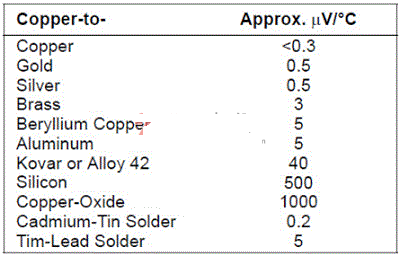 Copper-to- Approx. μV/°C
Copper <0.3
Gold 0.5
Silver 0.5
Brass 3
Beryllium Copper 5
Aluminum 5
Kovar or Alloy 42 40
Silicon 500
Copper-Oxide 1000
Cadmium-Tin Solder 0.2
Tim-Lead Solder 5